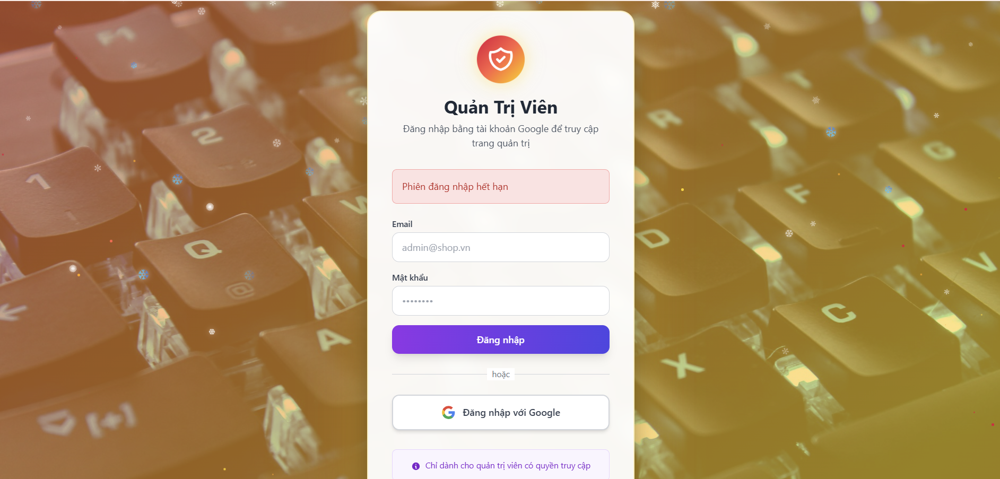 Quản Trị Viên
Đăng nhập bằng tài khoản Google để truy cập
trang quản trị
Phiên đăng nhập hết hạn
Email
admin@shop.vn
Mật khẩu
••••••••
Đăng nhập
hoặc
Đăng nhập với Google
Chỉ dành cho quản trị viên có quyền truy cập
1
2
Q
@
W
A
R
T
F
G
D
C
V
X
[+]